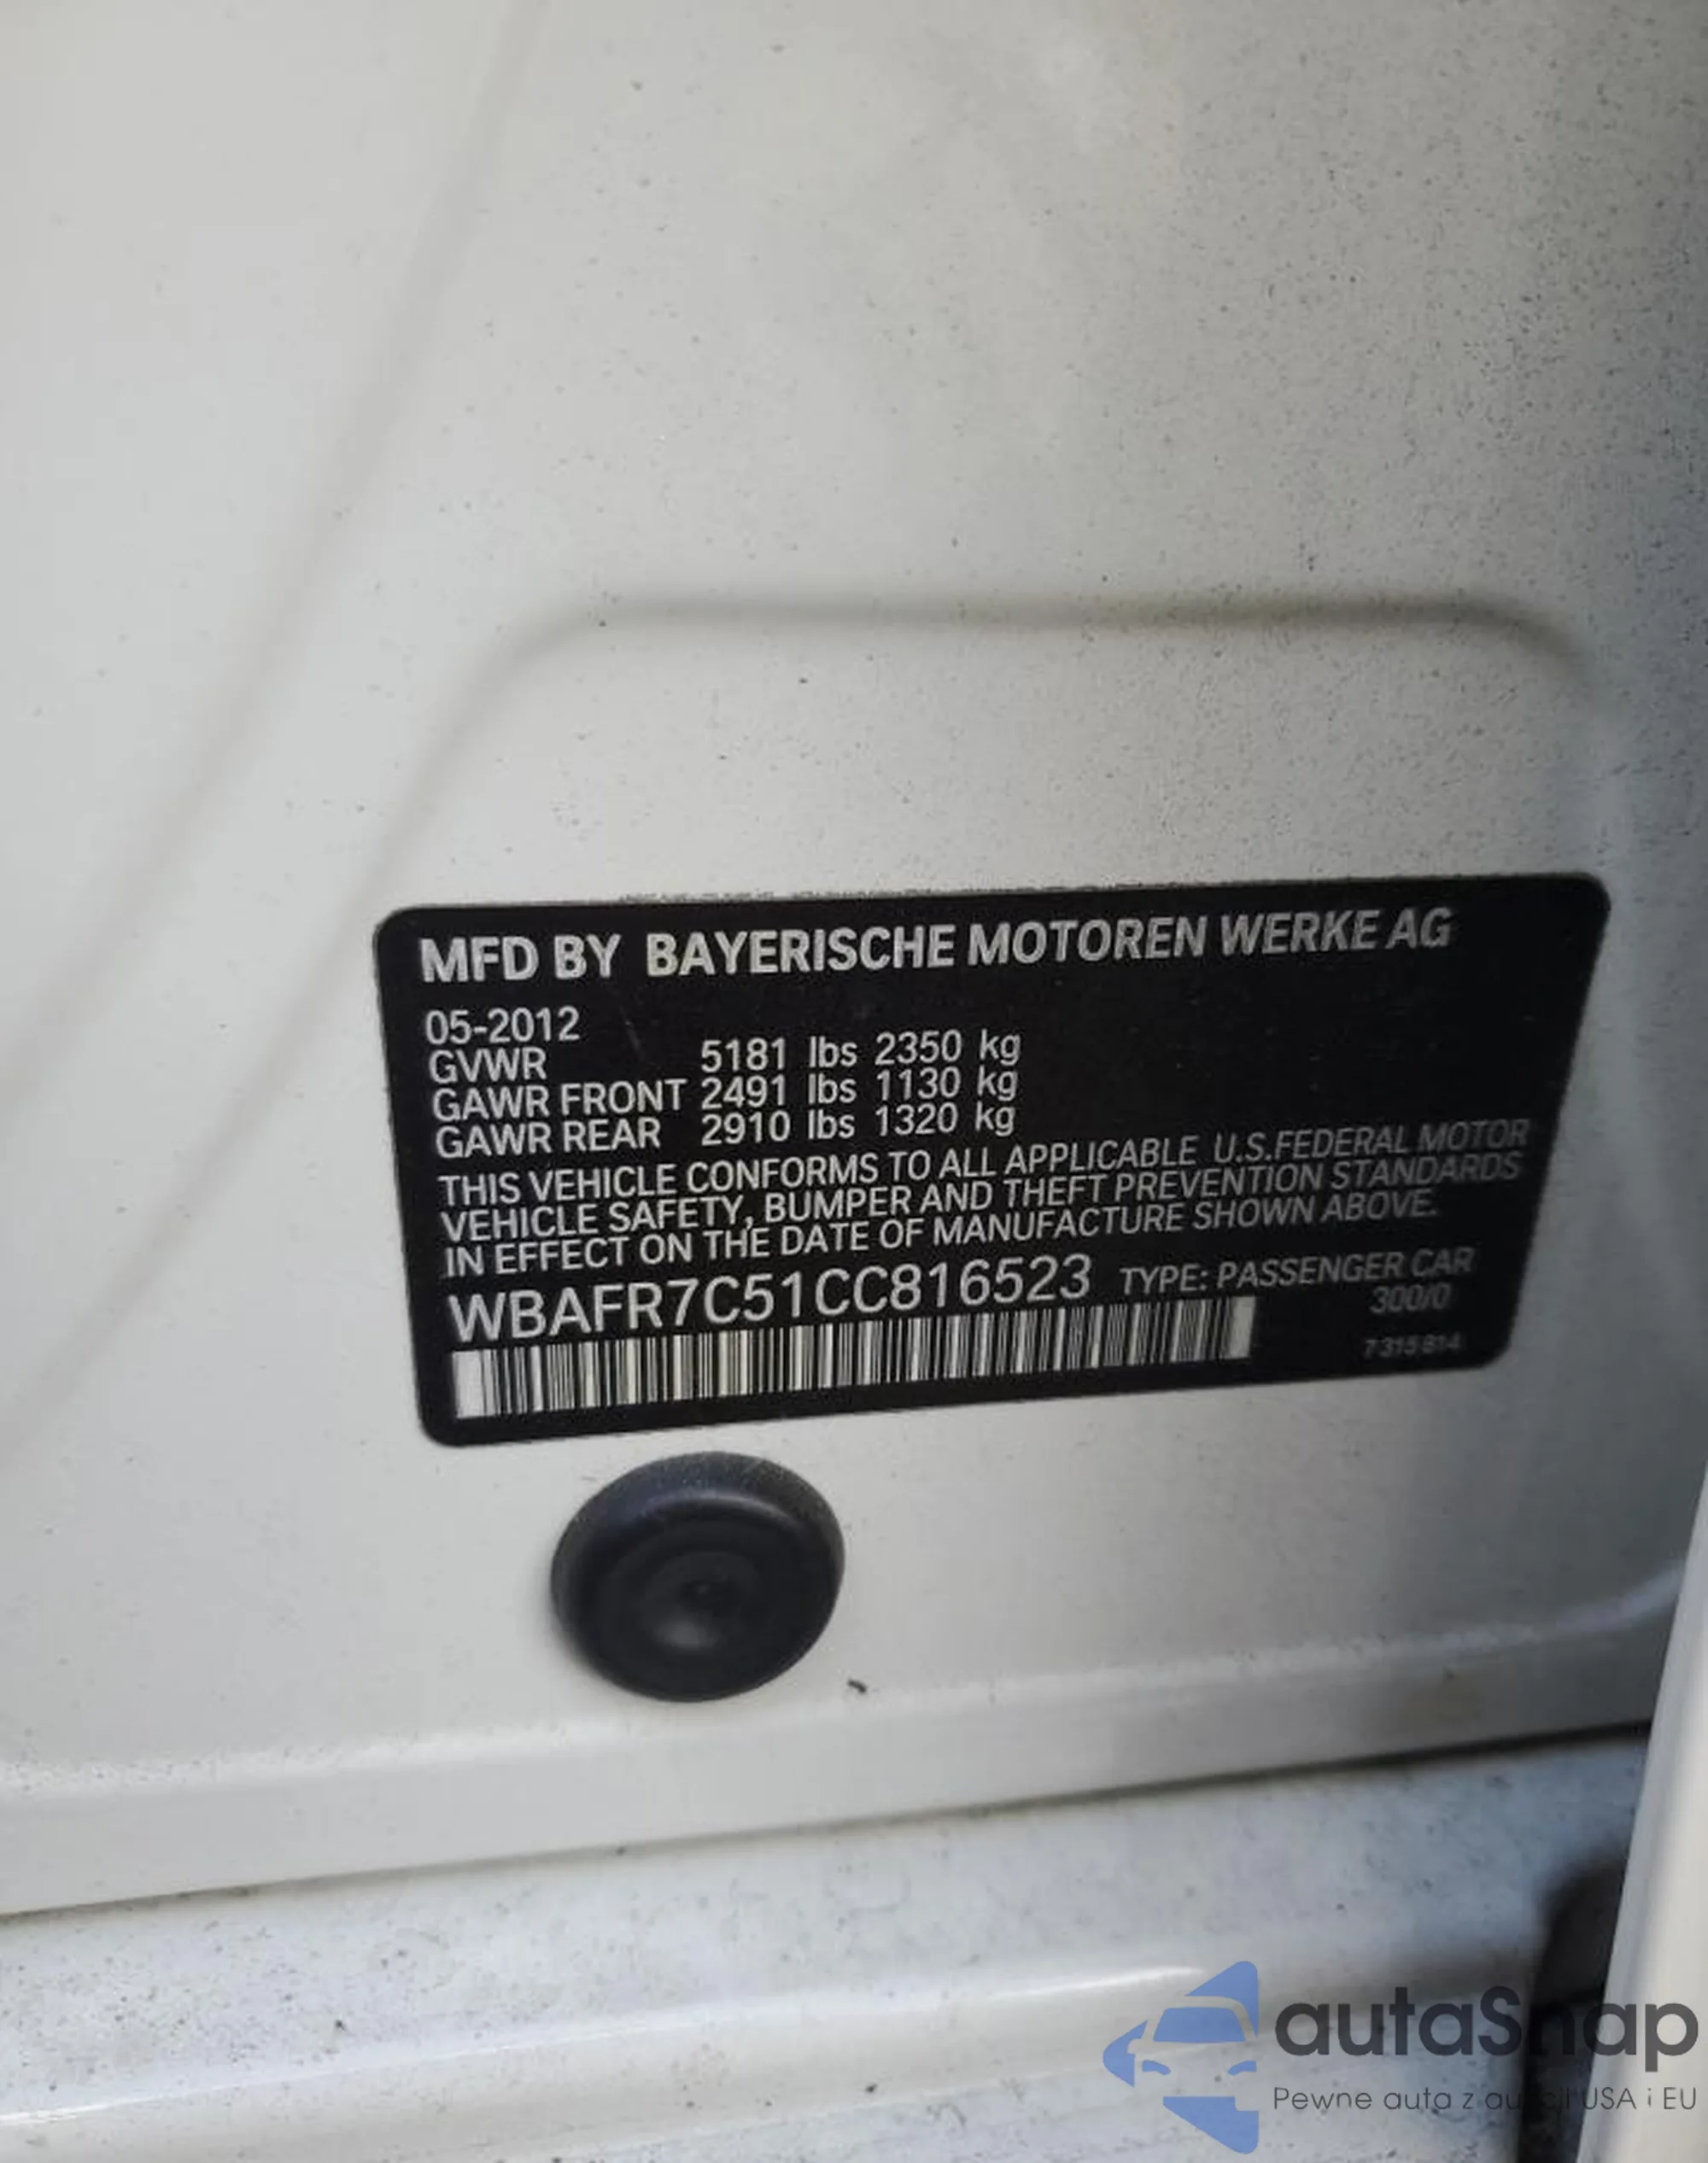 MFD BY BAYERISCHE MOTOREN WERKE AG
05-2012
GVWR 5181 lbs 2350 kg
GAWR FRONT 2491 lbs 1130 kg
GAWR REAR 2910 lbs 1320 kg
THIS VEHICLE CONFORMS TO ALL APPLICABLE U.S.FEDERAL MOTOR
VEHICLE SAFETY, BUMPER AND THEFT PREVENTION STANDARDS
IN EFFECT ON THE DATE OF MANUFACTURE SHOWN ABOVE.
WBAFR7C51CC816523 TYPE: PASSENGER CAR
300/0
7315814
autaSnap
Pewne auta z aukcji USA i EU